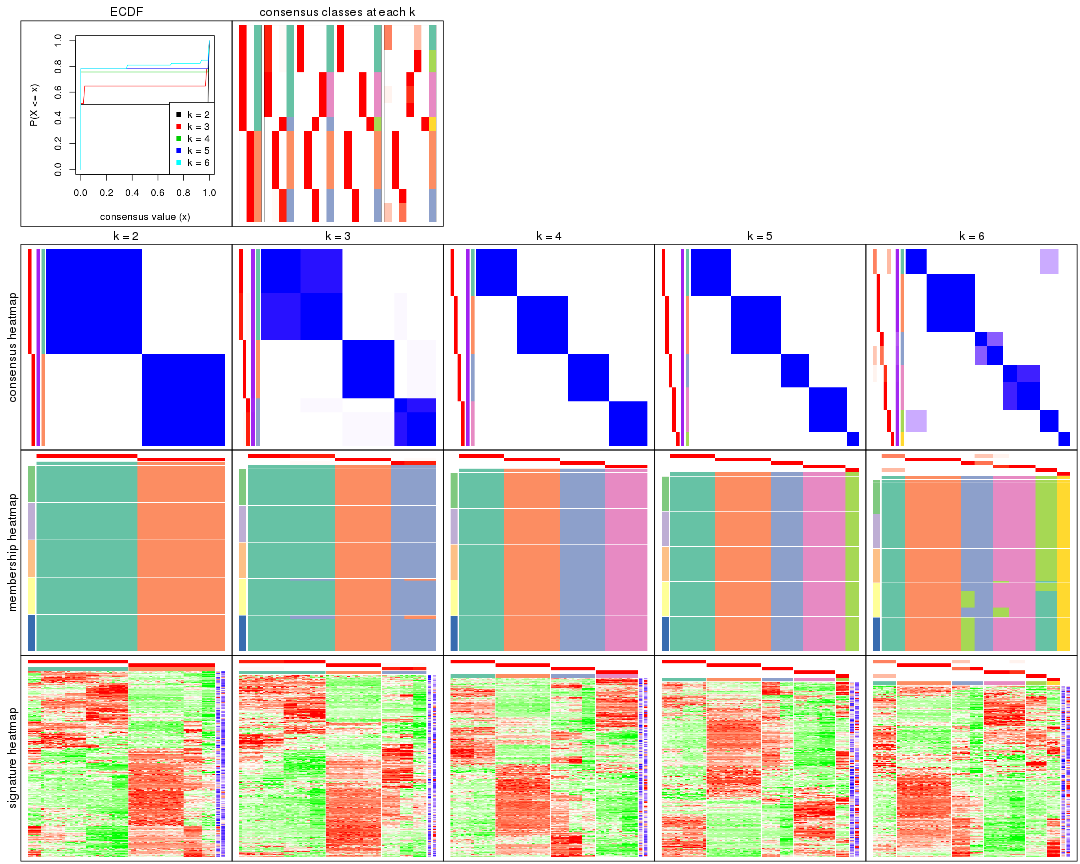 ECDF
consensus classes at each k
P(X <= x)
1.0
0.8
0.6
0.4
0.2
0.0
k = 2
k = 3
k = 4
k = 5
k = 6
0.0 0.2 0.4 0.6 0.8 1.0
consensus value (x)
k = 2
k = 3
k = 4
k = 5
k = 6
consensus heatmap
membership heatmap
signature heatmap